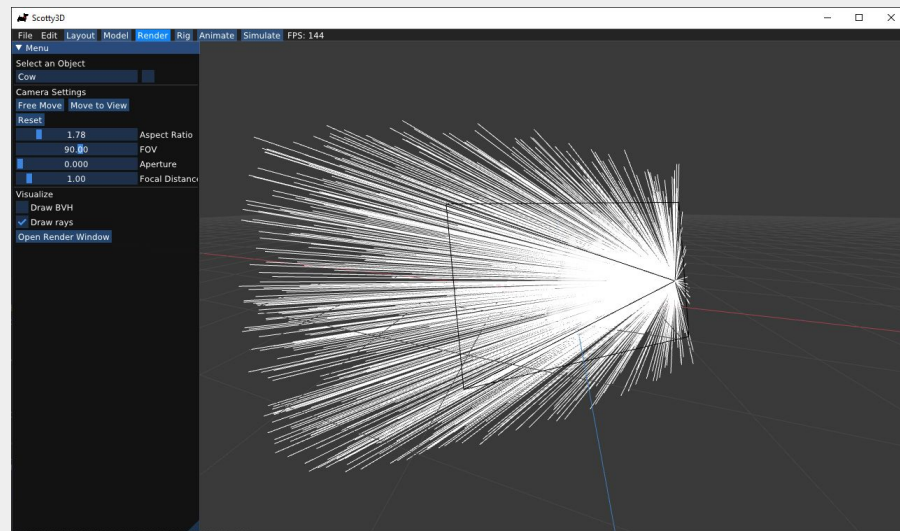 Scotty3D
File Edit Layout Model Render Rig Animate Simulate FPS: 144
Menu
Select an Object
Cow
Camera Settings
Free Move Move to View
Reset
1.78 Aspect Ratio
90.00 FOV
0.000 Aperture
1.00 Focal Distanc
Visualize
Draw BVH
Draw rays
Open Render Window